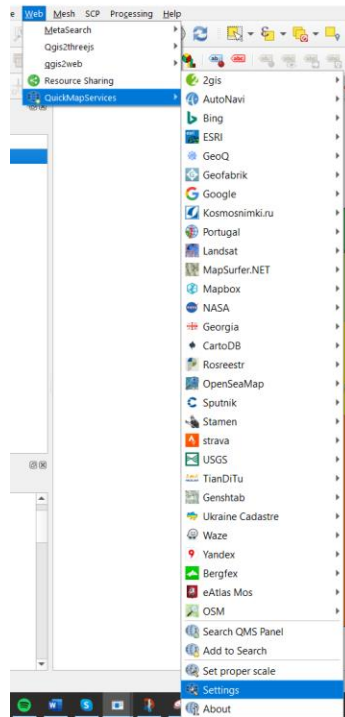 Web Mesh SCP Processing Help
MetaSearch
Qgis2threejs
qgis2web
Resource Sharing
QuickMapServices
2gis
AutoNavi
Bing
ESRI
GeoQ
Geofabrik
Google
Kosmosnimki.ru
Portugal
Landsat
MapSurfer.NET
Mapbox
NASA
Georgia
CartoDB
Rosreestr
OpenSeaMap
Sputnik
Stamen
strava
USGS
TianDiTu
Genshtab
Ukraine Cadastre
Waze
Yandex
Bergfex
eAtlas Mos
OSM
Search QMS Panel
Add to Search
Set proper scale
Settings
About